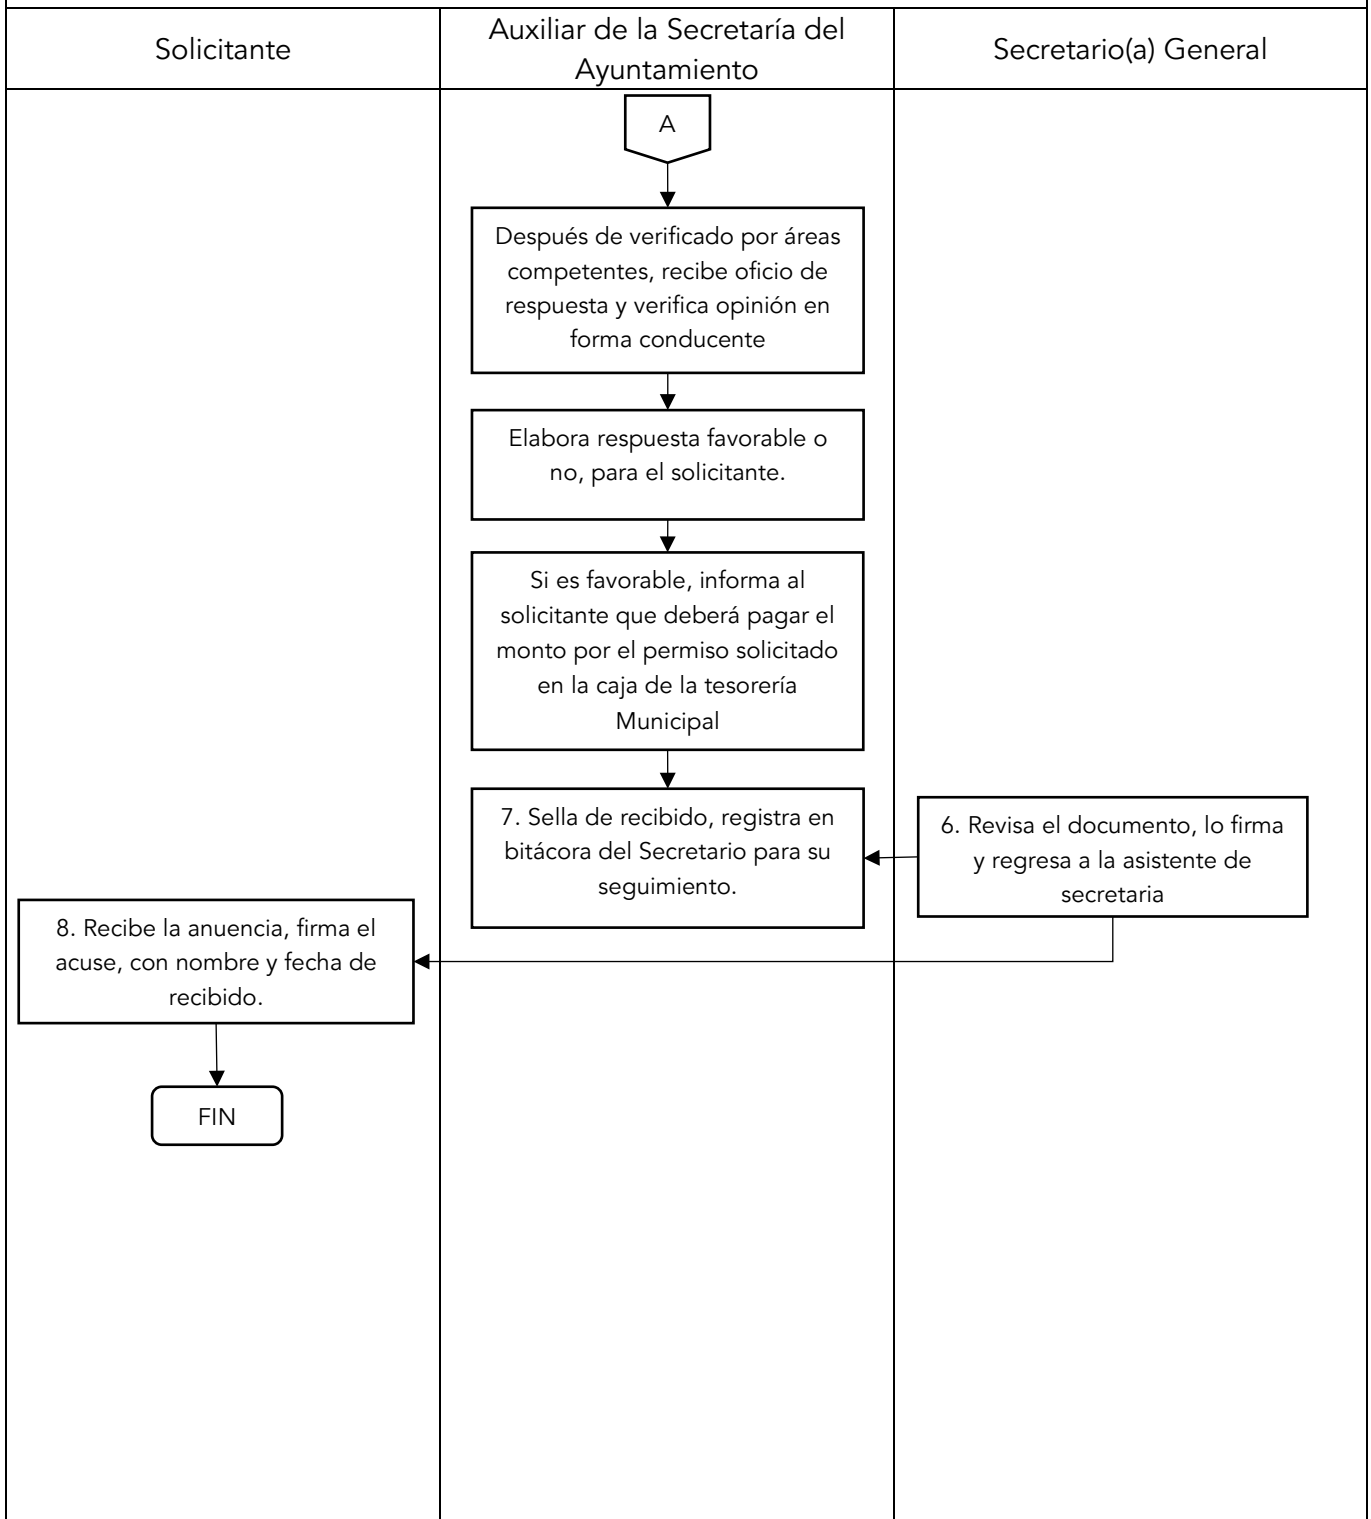 Solicitante
Auxiliar de la Secretaría del
Ayuntamiento
Secretario(a) General
A
Después de verificado por áreas
competentes, recibe oficio de
respuesta y verifica opinión en
forma conducente
Elabora respuesta favorable o
no, para el solicitante.
Si es favorable, informa al
solicitante que deberá pagar el
monto por el permiso solicitado
en la caja de la tesorería
Municipal
7. Sella de recibido, registra en
bitácora del Secretario para su
seguimiento.
6. Revisa el documento, lo firma
y regresa a la asistente de
secretaria
8. Recibe la anuencia, firma el
acuse, con nombre y fecha de
recibido.
FIN